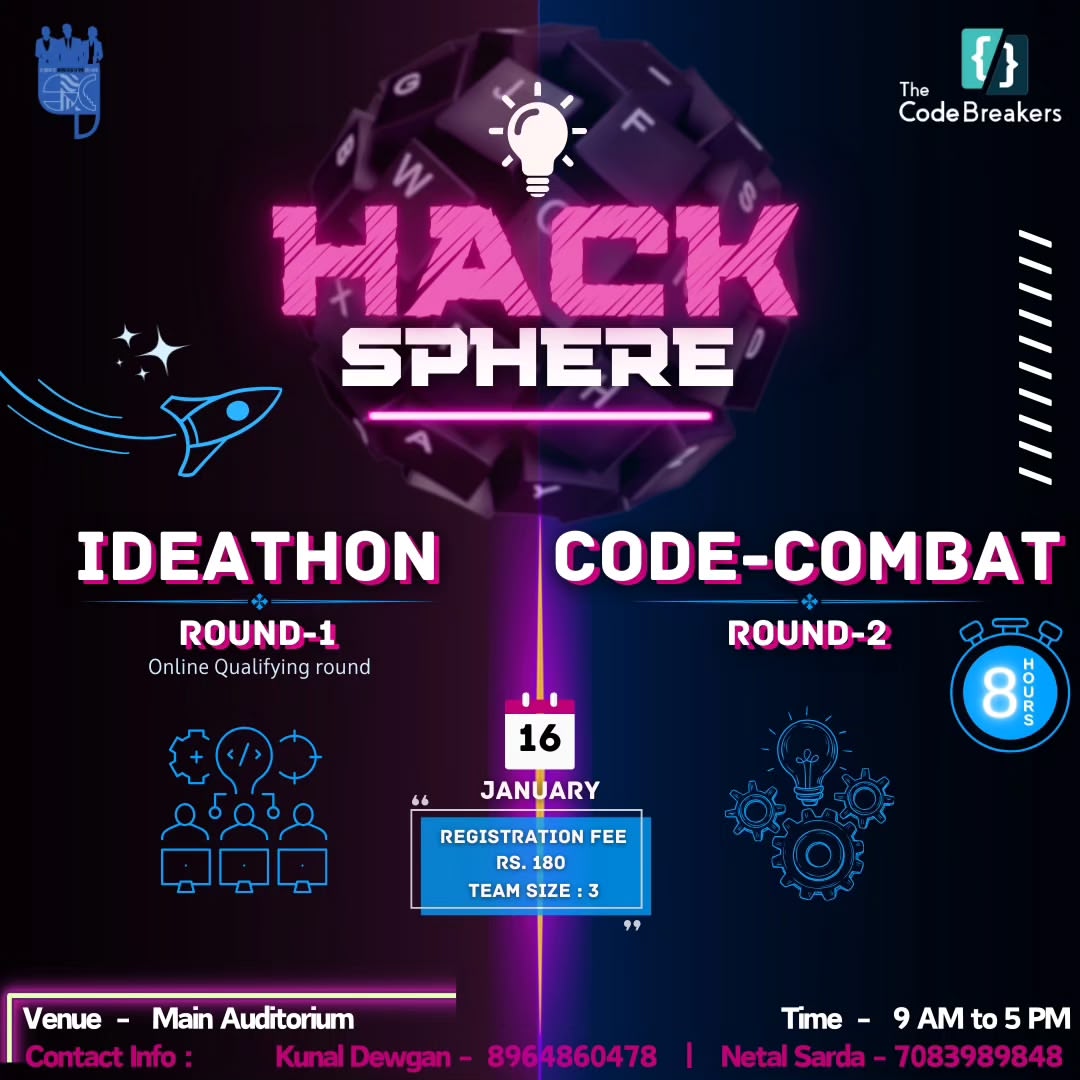 The
CodeBreakers
HACK
SPHERE
IDEATHON
CODE-COMBAT
ROUND-1
ROUND-2
Online Qualifying round
8 HOURS
16
JANUARY
REGISTRATION FEE
RS. 180
TEAM SIZE : 3
Venue - Main Auditorium
Time - 9 AM to 5 PM
Contact Info : Kunal Dewgan - 8964860478 | Netal Sarda - 7083989848